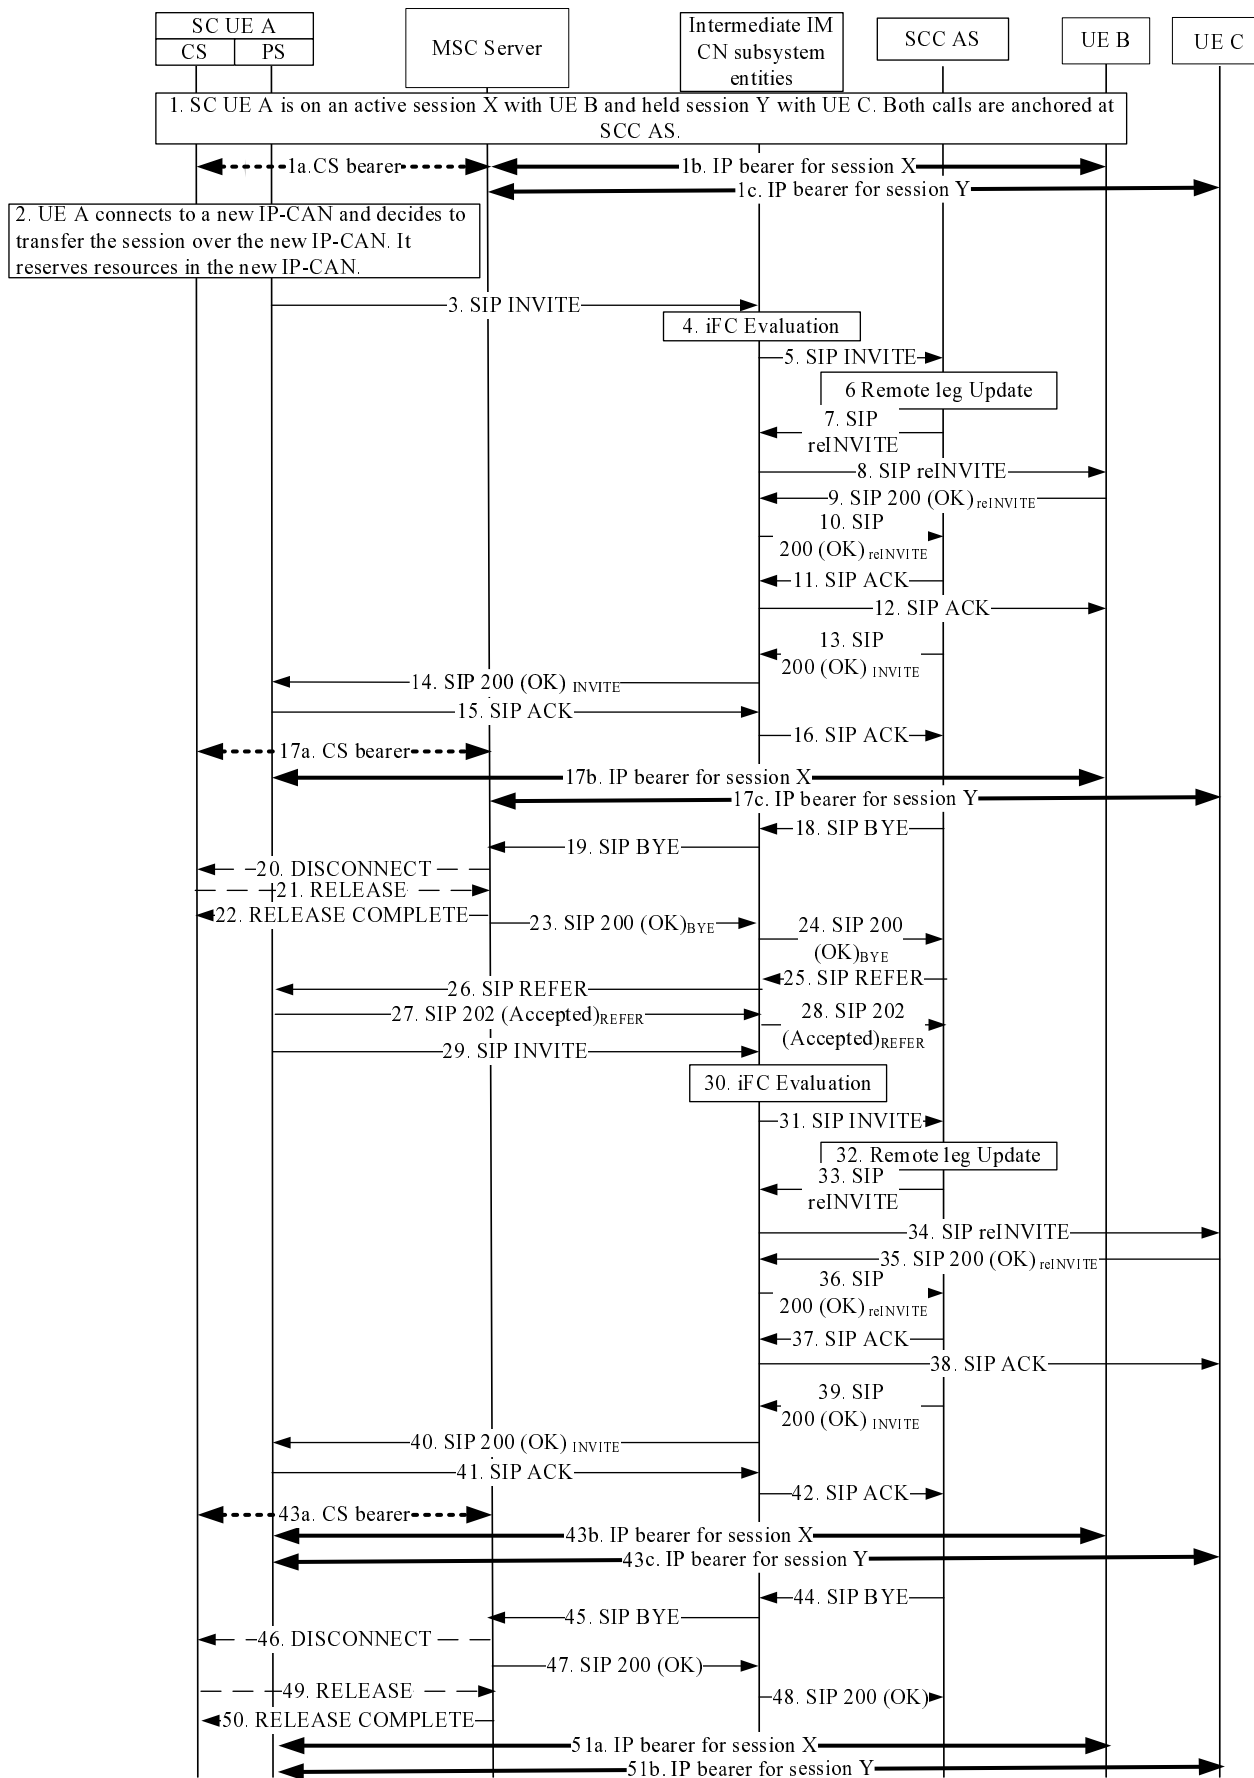 SC UE A
CS
PS
MSC Server
Intermediate IM
CN subsystem
entities
SCC AS
UE B
UE C
1. SC UE A is on an active session X with UE B and held session Y with UE C. Both calls are anchored at
SCC AS.
1a. CS bearer
1b. IP bearer for session X
1c. IP bearer for session Y
2. UE A connects to a new IP-CAN and decides to
transfer the session over the new IP-CAN. It
reserves resources in the new IP-CAN.
3. SIP INVITE
4. iFC Evaluation
5. SIP INVITE
6 Remote leg Update
7. SIP
reINVITE
8. SIP reINVITE
9. SIP 200 (OK) reINVITE
10. SIP
200 (OK) reINVITE
11. SIP ACK
12. SIP ACK
13. SIP
200 (OK) INVITE
14. SIP 200 (OK) INVITE
15. SIP ACK
16. SIP ACK
17a. CS bearer
17b. IP bearer for session X
17c. IP bearer for session Y
18. SIP BYE
19. SIP BYE
20. DISCONNECT
21. RELEASE
22. RELEASE COMPLETE
23. SIP 200 (OK)BYE
24. SIP 200
(OK)BYE
25. SIP REFER
26. SIP REFER
27. SIP 202 (Accepted)REFER
28. SIP 202
(Accepted)REFER
29. SIP INVITE
30. iFC Evaluation
31. SIP INVITE
32. Remote leg Update
33. SIP
reINVITE
34. SIP reINVITE
35. SIP 200 (OK) reINVITE
36. SIP
200 (OK) reINVITE
37. SIP ACK
38. SIP ACK
39. SIP
200 (OK) INVITE
40. SIP 200 (OK) INVITE
41. SIP ACK
42. SIP ACK
43a. CS bearer
43b. IP bearer for session X
43c. IP bearer for session Y
44. SIP BYE
45. SIP BYE
46. DISCONNECT
47. SIP 200 (OK)
49. RELEASE
48. SIP 200 (OK)
50. RELEASE COMPLETE
51a. IP bearer for session X
51b. IP bearer for session Y